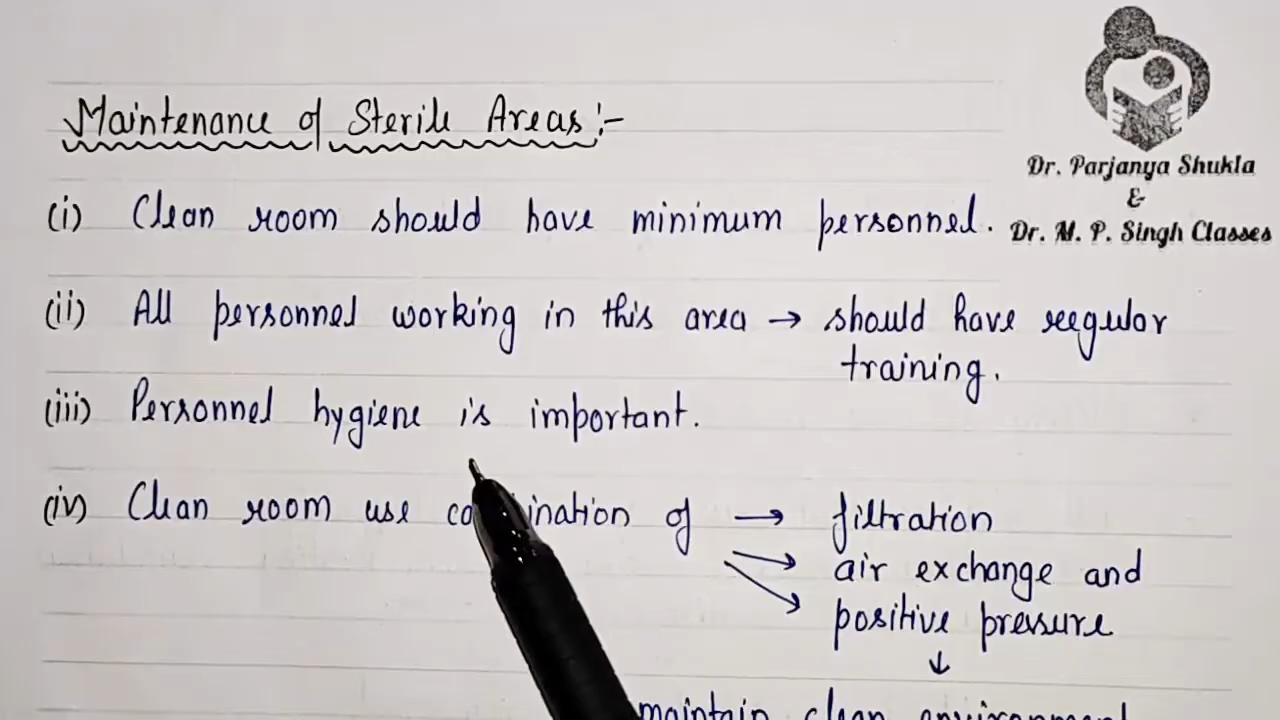 Maintenance of Sterile Areas:-
Dr. Parjanya Shukla
&
Dr. M. P. Singh Classes
(i) Clean room should have minimum personnel.
(ii) All personnel working in this area → should have regular
training.
(iii) Personnel hygiene is important.
(iv) Clean room use of → filtration
air exchange and
positive pressure
↓
maintain clean environment